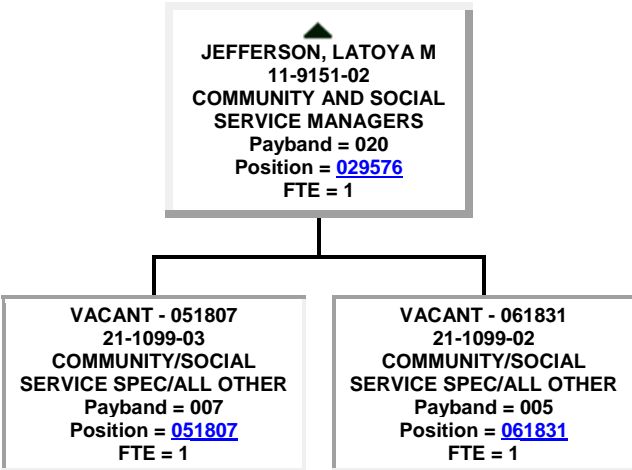 JEFFERSON, LATOYA M
11-9151-02
COMMUNITY AND SOCIAL
SERVICE MANAGERS
Payband = 020
Position = 029576
FTE = 1
VACANT - 051807
21-1099-03
COMMUNITY/SOCIAL
SERVICE SPEC/ALL OTHER
Payband = 007
Position = 051807
FTE = 1
VACANT - 061831
21-1099-02
COMMUNITY/SOCIAL
SERVICE SPEC/ALL OTHER
Payband = 005
Position = 061831
FTE = 1